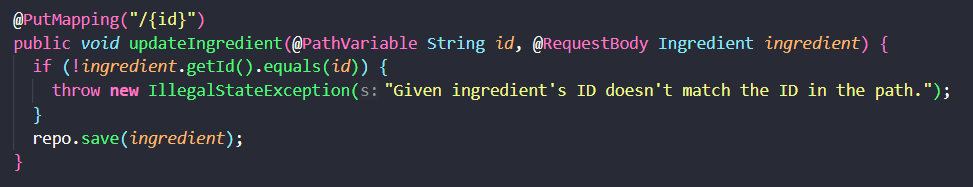 @PutMapping("/{id}")
public void updateIngredient(@PathVariable String id, @RequestBody Ingredient ingredient) {
if (!ingredient.getId().equals(id)) {
throw new IllegalStateException(s: "Given ingredient's ID doesn't match the ID in the path.");
}
repo.save(ingredient);
}